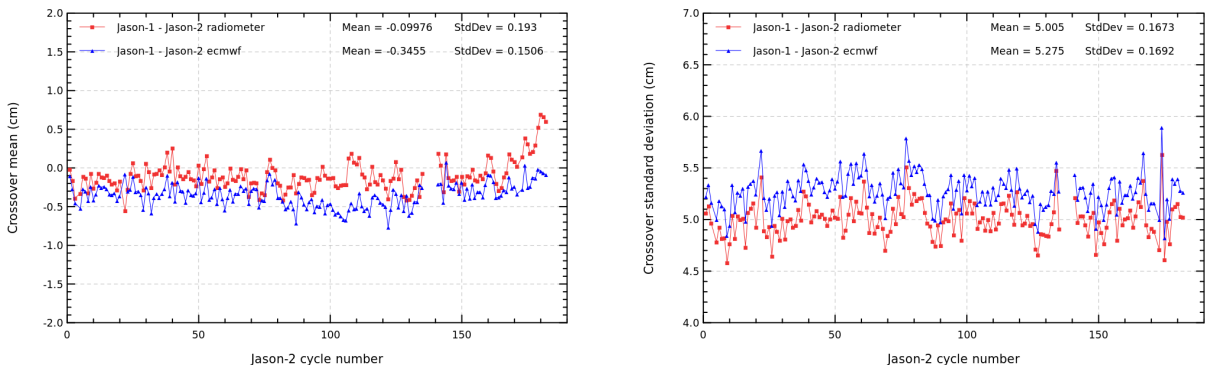 2.0
1.5
1.0
0.5
0.0
-0.5
-1.0
-1.5
-2.0
Crossover mean (cm)
Jason-1 - Jason-2 radiometer Mean = -0.09976 StdDev = 0.193
Jason-1 - Jason-2 ecmwf Mean = -0.3455 StdDev = 0.1506
0 50 100 150
Jason-2 cycle number
7.0
6.5
6.0
5.5
5.0
4.5
4.0
Crossover standard deviation (cm)
Jason-1 - Jason-2 radiometer Mean = 5.005 StdDev = 0.1673
Jason-1 - Jason-2 ecmwf Mean = 5.275 StdDev = 0.1692
0 50 100 150
Jason-2 cycle number